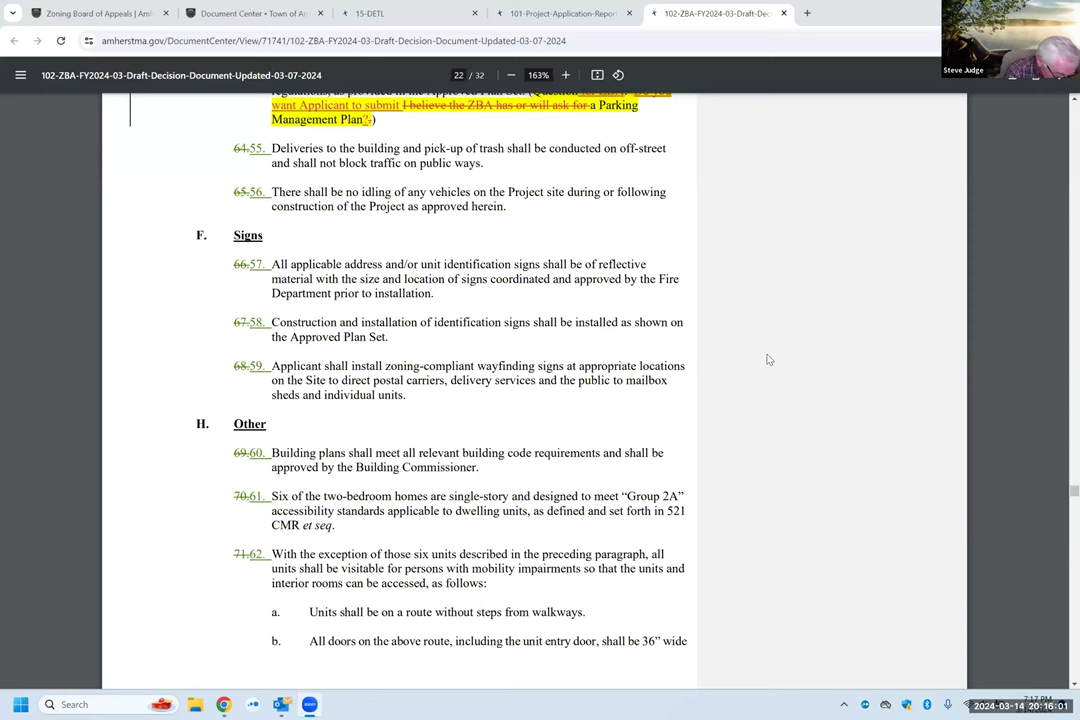 Zoning Board of Appeals | Amh
Document Center • Town of Am
15-DETL
101-Project-Application-Report
102-ZBA-FY2024-03-Draft-Deci
amherstma.gov/DocumentCenter/View/71741/102-ZBA-FY2024-03-Draft-Decision-Document-Updated-03-07-2024
Steve Judge
102-ZBA-FY2024-03-Draft-Decision-Document-Updated-03-07-2024
22 / 32
163%
regulations, as provided in the Approved Plan Set. (Question for ZBA: Do you
want Applicant to submit I believe the ZBA has or will ask for a Parking
Management Plan?.)
64.55. Deliveries to the building and pick-up of trash shall be conducted on off-street
and shall not block traffic on public ways.
65.56. There shall be no idling of any vehicles on the Project site during or following
construction of the Project as approved herein.
F. Signs
66.57. All applicable address and/or unit identification signs shall be of reflective
material with the size and location of signs coordinated and approved by the Fire
Department prior to installation.
67.58. Construction and installation of identification signs shall be installed as shown on
the Approved Plan Set.
68.59. Applicant shall install zoning-compliant wayfinding signs at appropriate locations
on the Site to direct postal carriers, delivery services and the public to mailbox
sheds and individual units.
H. Other
69.60. Building plans shall meet all relevant building code requirements and shall be
approved by the Building Commissioner.
70.61. Six of the two-bedroom homes are single-story and designed to meet “Group 2A”
accessibility standards applicable to dwelling units, as defined and set forth in 521
CMR et seq.
71.62. With the exception of those six units described in the preceding paragraph, all
units shall be visitable for persons with mobility impairments so that the units and
interior rooms can be accessed, as follows:
a. Units shall be on a route without steps from walkways.
b. All doors on the above route, including the unit entry door, shall be 36” wide
Search
7:17 PM
2024-03-14 20:16:01